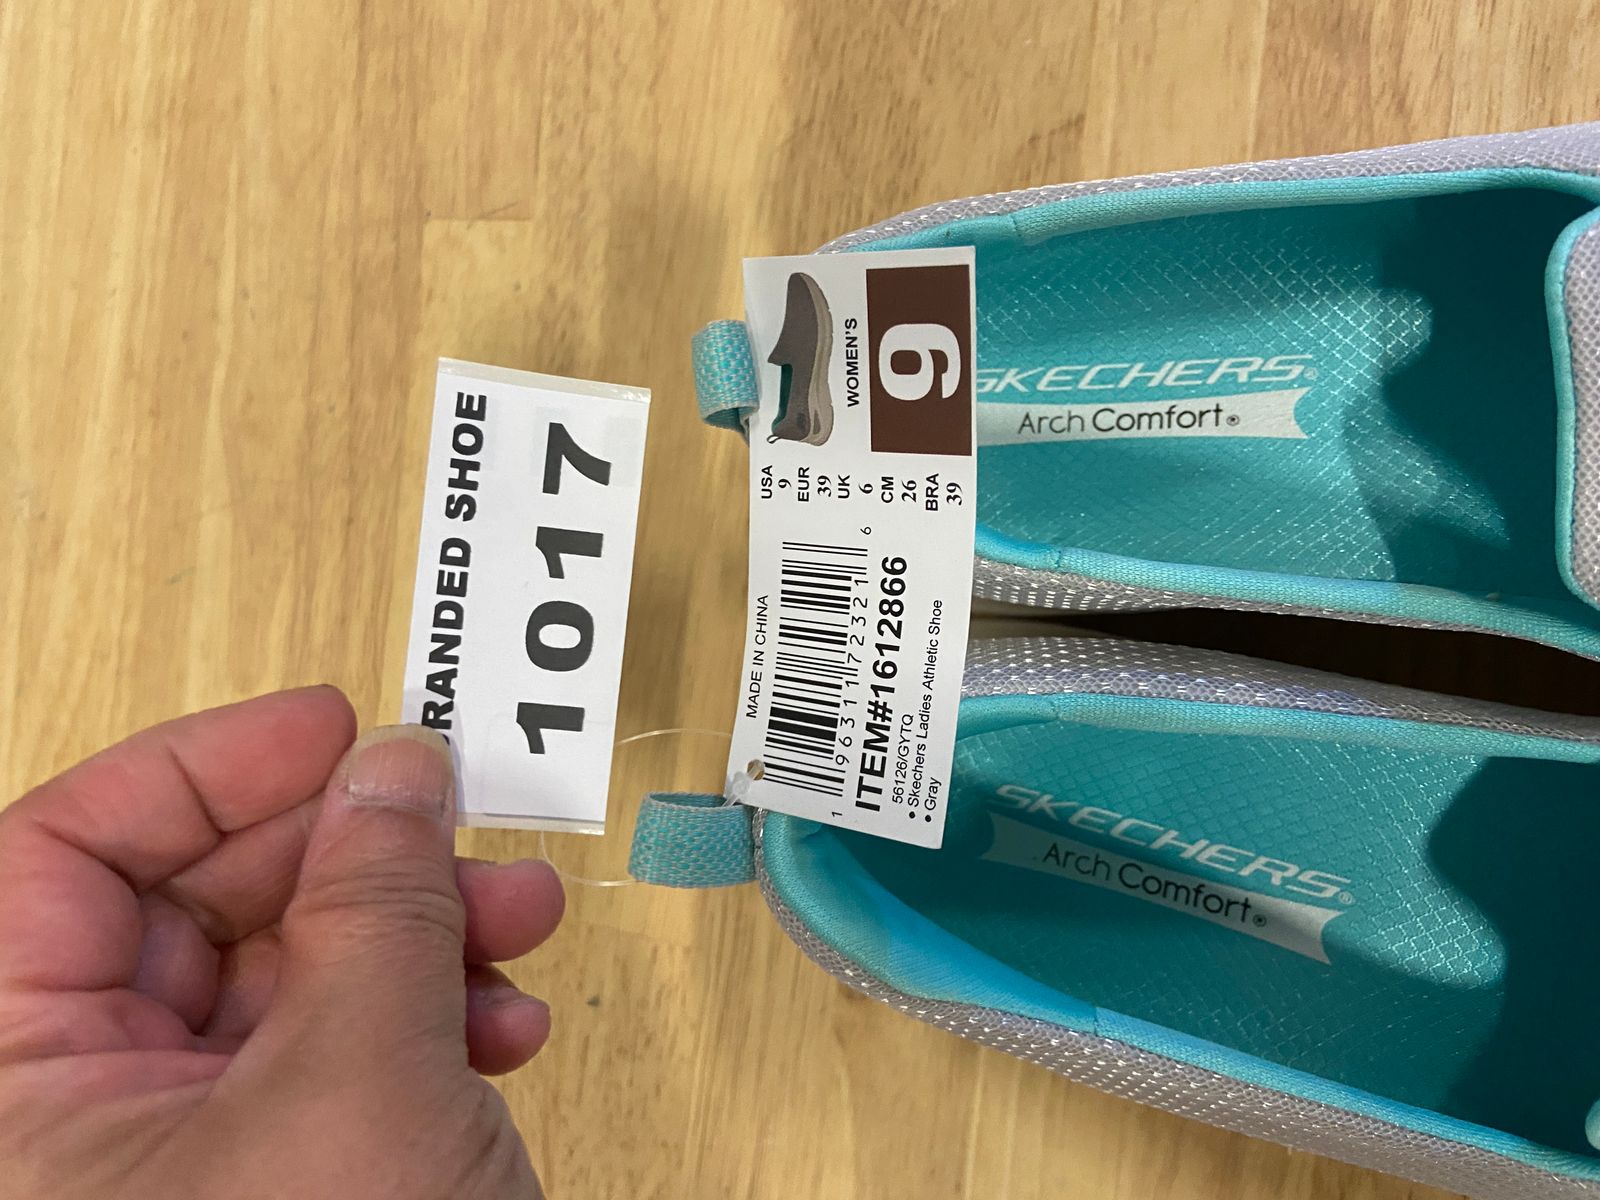 RANDED SHOE
1017
WOMEN'S
9
USA
9
EUR
39
UK
6
CM
26
BRA
39
MADE IN CHINA
1 96311 72321 6
ITEM#1612866
56126/GYTQ
• Skechers Ladies Athletic Shoe
• Gray
SKECHERS®
Arch Comfort®
SKECHERS®
Arch Comfort®